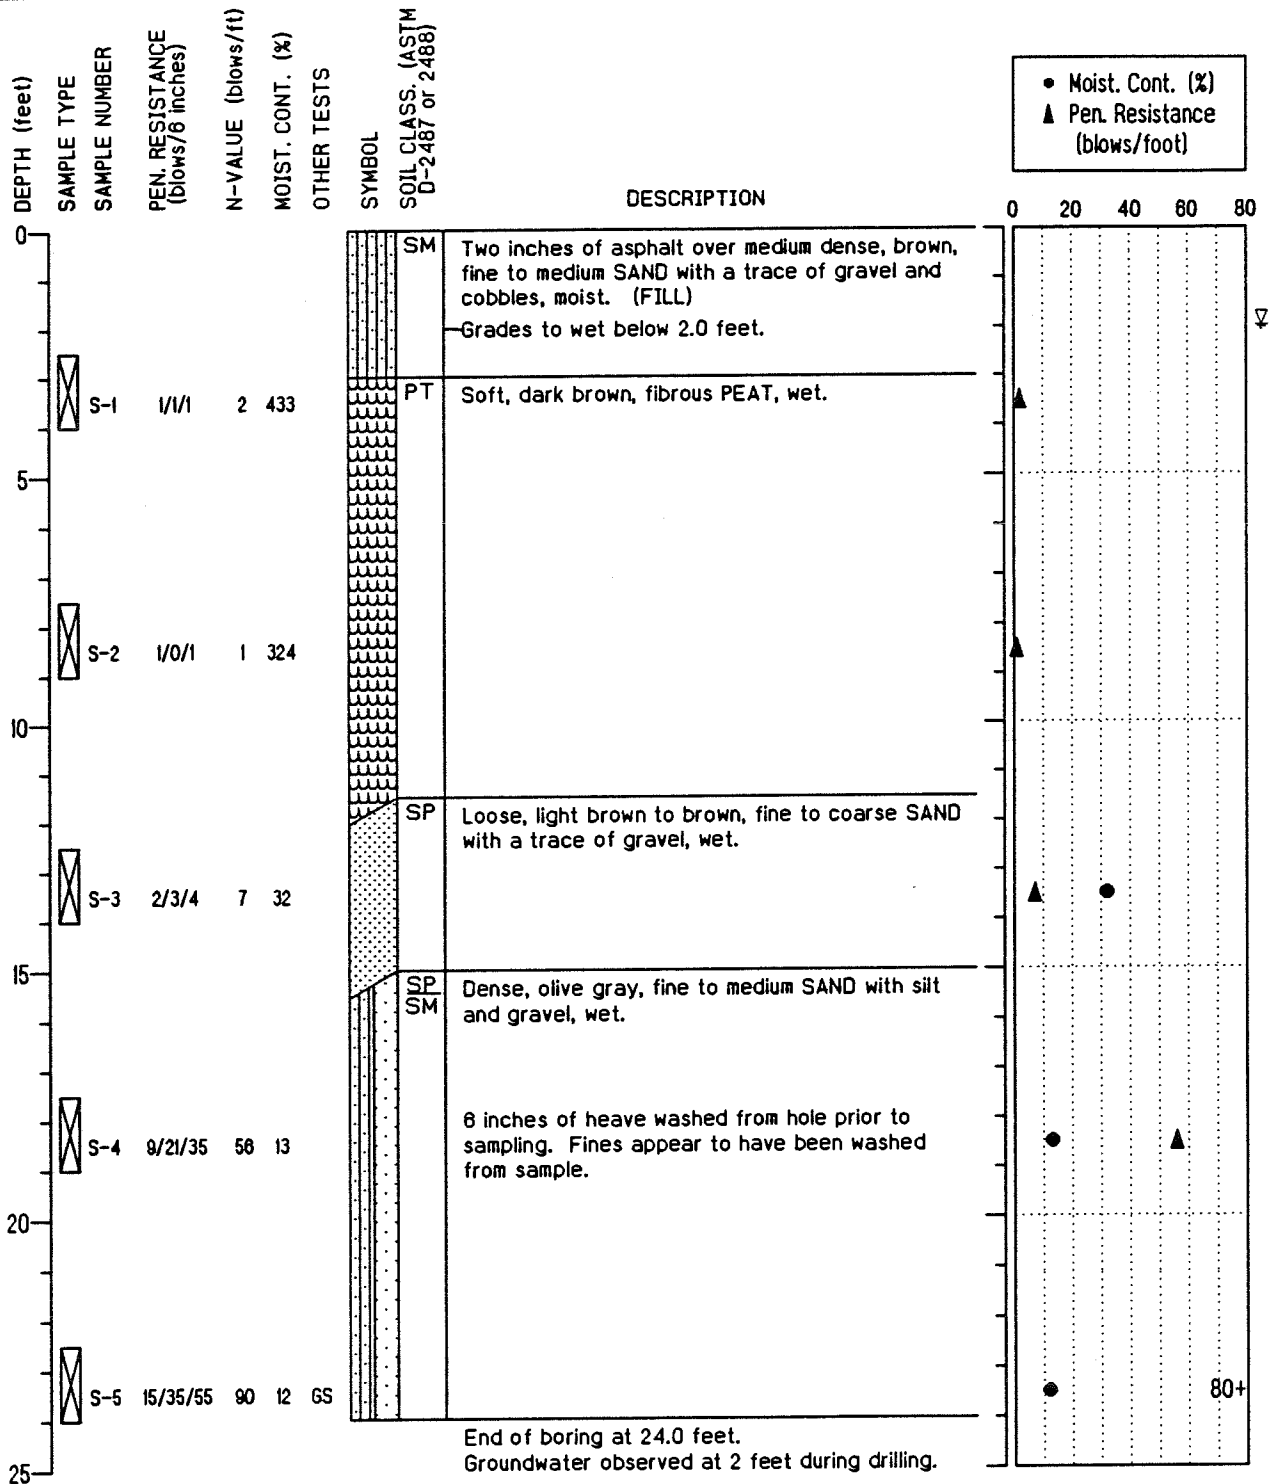 DEPTH (feet)
SAMPLE TYPE
SAMPLE NUMBER
PEN. RESISTANCE
(blows/6 inches)
N-VALUE (blows/ft)
MOIST. CONT. (%)
OTHER TESTS
SYMBOL
SOIL CLASS. (ASTM
D-2487 or 2488)
DESCRIPTION
● Moist. Cont. (%)
▲ Pen. Resistance
(blows/foot)
0 20 40 60 80
0
SM
Two inches of asphalt over medium dense, brown,
fine to medium SAND with a trace of gravel and
cobbles, moist. (FILL)
Grades to wet below 2.0 feet.
PT
Soft, dark brown, fibrous PEAT, wet.
S-1 1/1/1 2 433
5
S-2 1/0/1 1 324
10
SP
Loose, light brown to brown, fine to coarse SAND
with a trace of gravel, wet.
S-3 2/3/4 7 32
15
SP
SM
Dense, olive gray, fine to medium SAND with silt
and gravel, wet.
6 inches of heave washed from hole prior to
sampling. Fines appear to have been washed
from sample.
S-4 9/21/35 56 13
20
S-5 15/35/55 90 12 GS
80+
End of boring at 24.0 feet.
Groundwater observed at 2 feet during drilling.
25